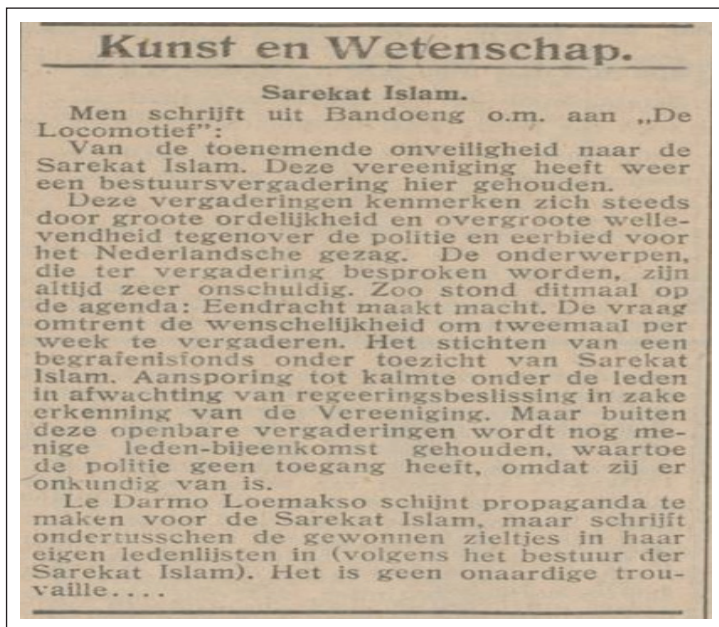 Kunst en Wetenschap.
Sarekat Islam.
Men schrijft uit Bandoeng o.m. aan „De
Locomotief":
Van de toenemende onveiligheid naar de
Sarekat Islam. Deze vereeniging heeft weer
een bestuursvergadering hier gehouden.
Deze vergaderingen kenmerken zich steeds
door groote ordelijkheid en overgroote welle-
vendheid tegenover de politie en eerbied voor
het Nederlandsche gezag. De onderwerpen,
die ter vergadering besproken worden, zijn
altijd zeer onschuldig. Zoo stond ditmaal op
de agenda: Eendracht maakt macht. De vraag
omtrent de wenschelijkheid om tweemaal per
week te vergaderen. Het stichten van een
begrafenisfonds onder toezicht van Sarekat
Islam. Aansporing tot kalmte onder de leden
in afwachting van regeeringsbeslissing in zake
erkenning van de Vereeniging. Maar buiten
deze openbare vergaderingen wordt nog me-
nige leden-bijeenkomst gehouden, waartoe
de politie geen toegang heeft, omdat zij er
onkundig van is.
Le Darmo Loemakso schijnt propaganda te
maken voor de Sarekat Islam, maar schrijft
ondertusschen de gewonnen zieltjes in haar
eigen ledenlijsten in (volgens het bestuur der
Sarekat Islam). Het is geen onaardige trou-
vaille....